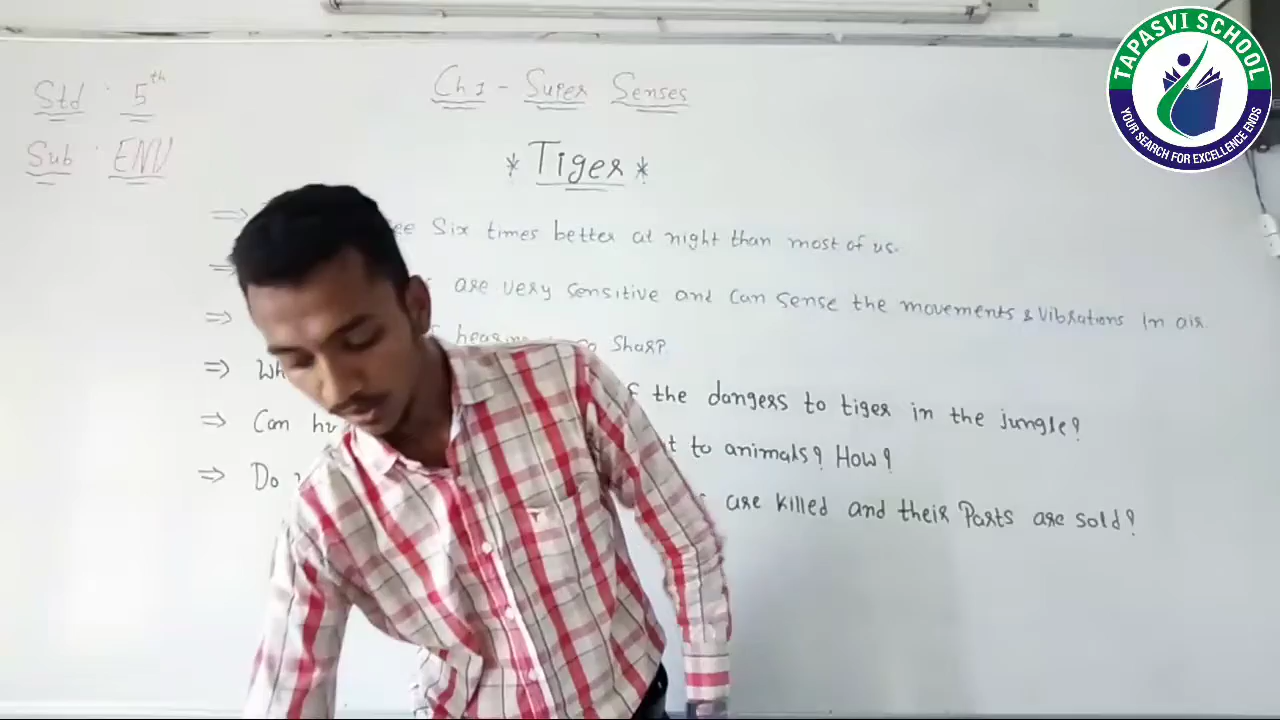 Std : 5th
Sub : ENV
Ch 1 - Super Senses
* Tiger *
⇒ Six times better at night than most of us.
⇒ are very sensitive and can sense the movements & vibrations in air
⇒ hearing so sharp
⇒ the dangers to tiger in the jungle?
⇒ Can to animals? How?
⇒ Do are killed and their Parts are sold?
TAPASVI SCHOOL
YOUR SEARCH FOR EXCELLENCE ENDS